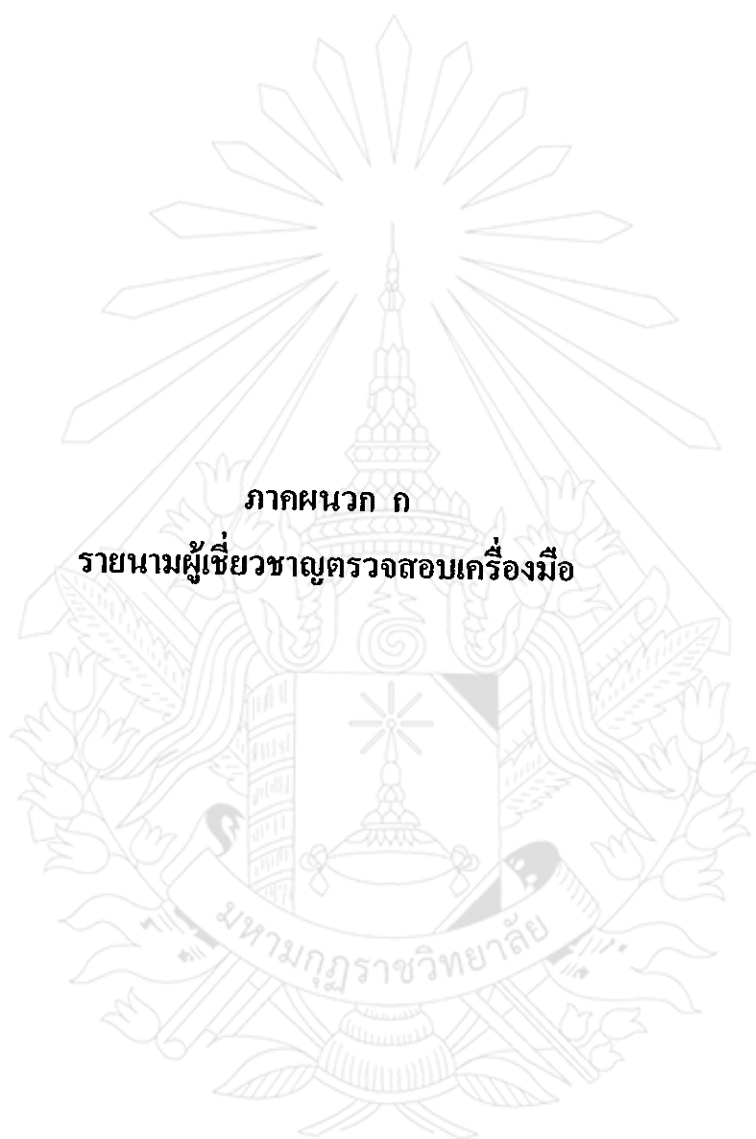 ภาคผนวก ก
รายนามผู้เชี่ยวชาญตรวจสอบเครื่องมือ
มหามกุฏราชวิทยาลัย